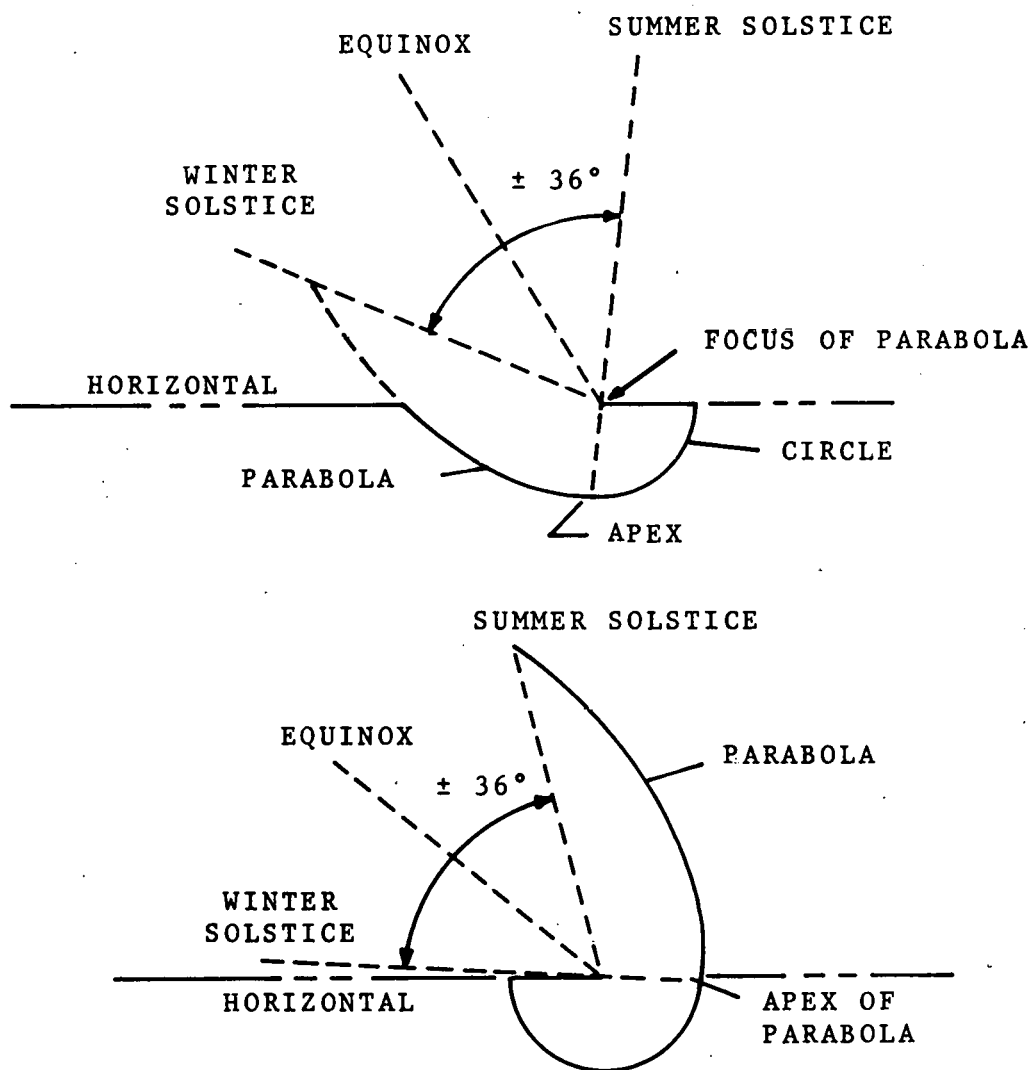 SUMMER SOLSTICE
EQUINOX
± 36°
WINTER
SOLSTICE
FOCUS OF PARABOLA
HORIZONTAL
CIRCLE
PARABOLA
APEX
SUMMER SOLSTICE
EQUINOX
PARABOLA
± 36°
WINTER
SOLSTICE
HORIZONTAL
APEX OF
PARABOLA